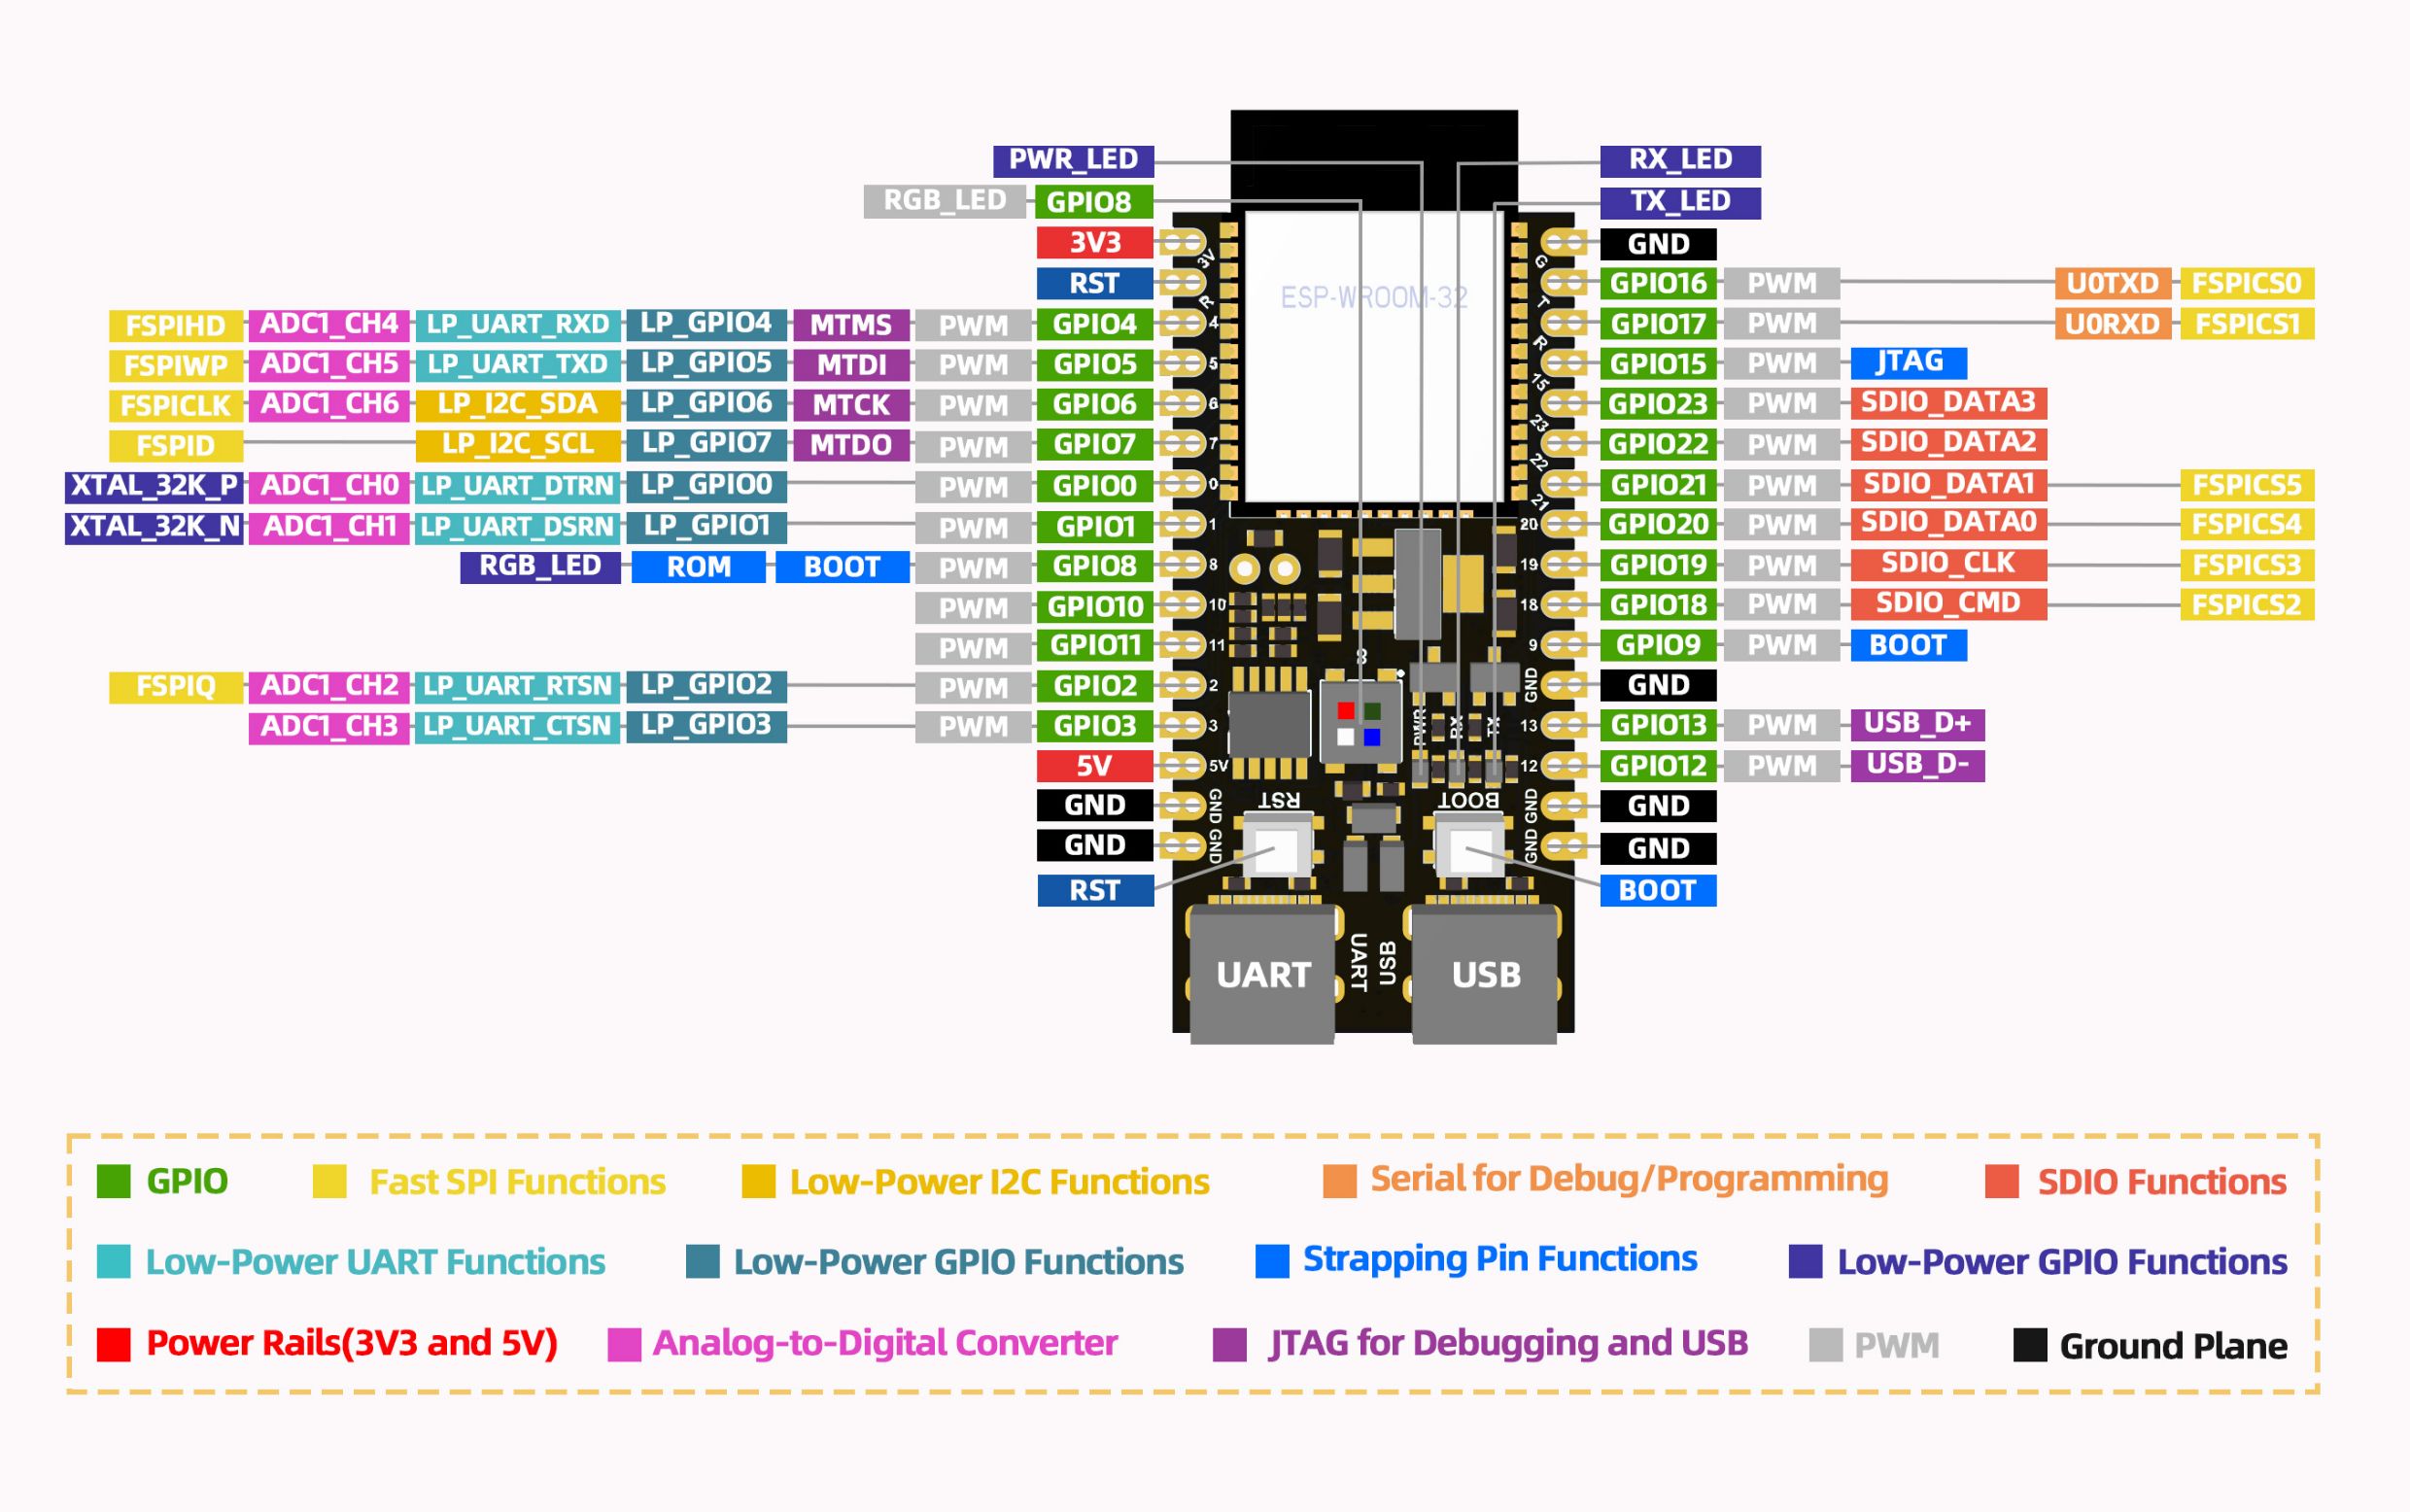 PWR_LED RX_LED
RGB_LED GPIO8 TX_LED
3V3 3V G GND
RST R T GPIO16 PWM U0TXD FSPICS0
ESP-WROOM-32
FSPIHD ADC1_CH4 LP_UART_RXD LP_GPIO4 MTMS PWM GPIO4 4 R GPIO17 PWM U0RXD FSPICS1
FSPIWP ADC1_CH5 LP_UART_TXD LP_GPIO5 MTDI PWM GPIO5 5 15 GPIO15 PWM JTAG
FSPICLK ADC1_CH6 LP_I2C_SDA LP_GPIO6 MTCK PWM GPIO6 6 23 GPIO23 PWM SDIO_DATA3
FSPID LP_I2C_SCL LP_GPIO7 MTDO PWM GPIO7 7 22 GPIO22 PWM SDIO_DATA2
XTAL_32K_P ADC1_CH0 LP_UART_DTRN LP_GPIO0 PWM GPIO0 0 21 GPIO21 PWM SDIO_DATA1 FSPICS5
XTAL_32K_N ADC1_CH1 LP_UART_DSRN LP_GPIO1 PWM GPIO1 1 20 GPIO20 PWM SDIO_DATA0 FSPICS4
RGB_LED ROM BOOT PWM GPIO8 8 19 GPIO19 PWM SDIO_CLK FSPICS3
PWM GPIO10 10 18 GPIO18 PWM SDIO_CMD FSPICS2
PWM GPIO11 11 9 GPIO9 PWM BOOT
8
FSPIQ ADC1_CH2 LP_UART_RTSN LP_GPIO2 PWM GPIO2 2 GND GND
ADC1_CH3 LP_UART_CTSN LP_GPIO3 PWM GPIO3 3 PWR RX TX 13 GPIO13 PWM USB_D+
5V 5V 12 GPIO12 PWM USB_D-
GND GND RST BOOT GND GND
GND GND GND GND
RST BOOT
UART UART USB USB
GPIO Fast SPI Functions Low-Power I2C Functions Serial for Debug/Programming SDIO Functions
Low-Power UART Functions Low-Power GPIO Functions Strapping Pin Functions Low-Power GPIO Functions
Power Rails(3V3 and 5V) Analog-to-Digital Converter JTAG for Debugging and USB PWM Ground Plane